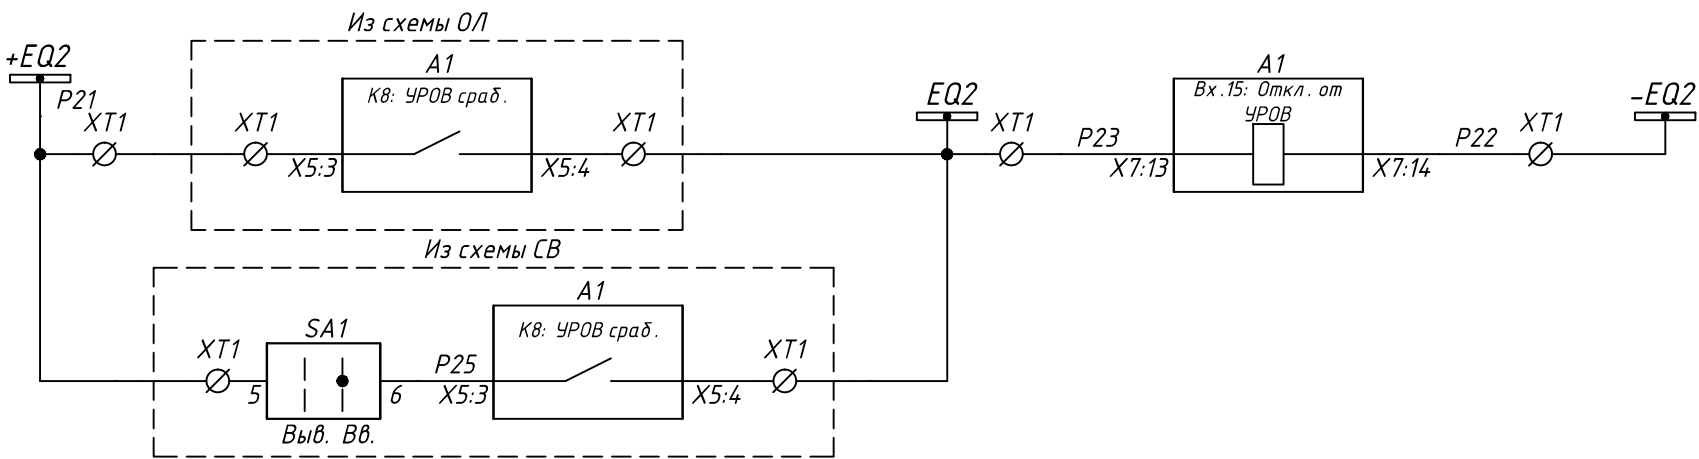 Из схемы ОЛ
+EQ2
A1
A1
P21
К8: УРОВ сраб.
EQ2
Вх.15: Откл. от
УРОВ
-EQ2
XT1
XT1
XT1
XT1
P23
P22
XT1
X5:3
X5:4
X7:13
X7:14
Из схемы СВ
A1
SA1
К8: УРОВ сраб.
XT1
P25
XT1
5
6
X5:3
X5:4
Выв.
Вв.